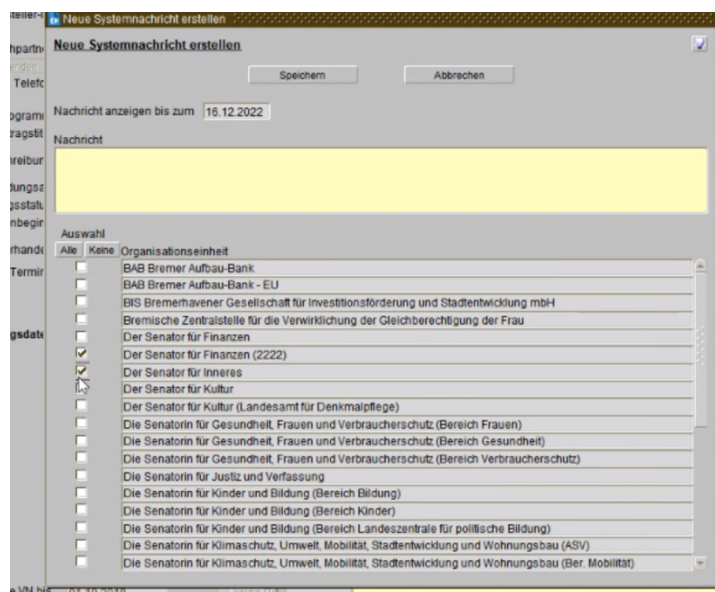 Neue Systemnachricht erstellen
Neue Systemnachricht erstellen
Speichern Abbrechen
Telefo
Nachricht anzeigen bis zum 16.12.2022
Nachricht
Auswahl
Alle Keine Organisationseinheit
BAB Bremer Aufbau-Bank
Termir
BAB Bremer Aufbau-Bank - EU
BIS Bremerhavener Gesellschaft für Investitionsförderung und Stadtentwicklung mbH
Bremische Zentralstelle für die Verwirklichung der Gleichberechtigung der Frau
gsdate
Der Senator für Finanzen
Der Senator für Finanzen (2222)
Der Senator für Inneres
Der Senator für Kultur
Der Senator für Kultur (Landesamt für Denkmalpflege)
Die Senatorin für Gesundheit, Frauen und Verbraucherschutz (Bereich Frauen)
Die Senatorin für Gesundheit, Frauen und Verbraucherschutz (Bereich Gesundheit)
Die Senatorin für Gesundheit, Frauen und Verbraucherschutz (Bereich Verbraucherschutz)
Die Senatorin für Justiz und Verfassung
Die Senatorin für Kinder und Bildung (Bereich Bildung)
Die Senatorin für Kinder und Bildung (Bereich Kinder)
Die Senatorin für Kinder und Bildung (Bereich Landeszentrale für politische Bildung)
Die Senatorin für Klimaschutz, Umwelt, Mobilität, Stadtentwicklung und Wohnungsbau (ASV)
Die Senatorin für Klimaschutz, Umwelt, Mobilität, Stadtentwicklung und Wohnungsbau (Ber. Mobilität)